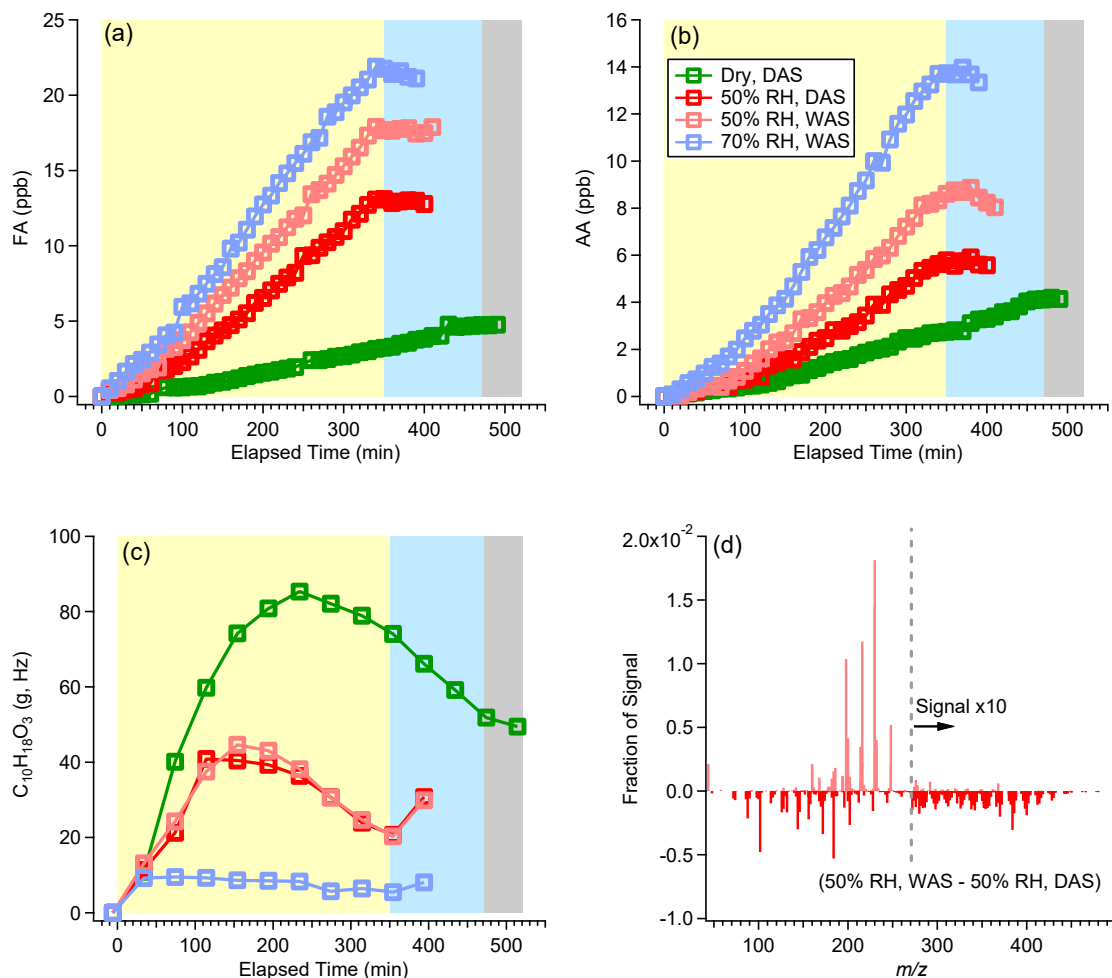 (a)
FA (ppb)
25
20
15
10
5
0
0 100 200 300 400 500
Elapsed Time (min)
(b)
AA (ppb)
16
14
12
10
8
6
4
2
0
Dry, DAS
50% RH, DAS
50% RH, WAS
70% RH, WAS
0 100 200 300 400 500
Elapsed Time (min)
(c)
C₁₀H₁₈O₃ (g, Hz)
100
80
60
40
20
0
0 100 200 300 400 500
Elapsed Time (min)
(d)
Fraction of Signal
2.0x10⁻²
1.5
1.0
0.5
0.0
-0.5
-1.0
Signal x10
(50% RH, WAS - 50% RH, DAS)
100 200 300 400
m/z